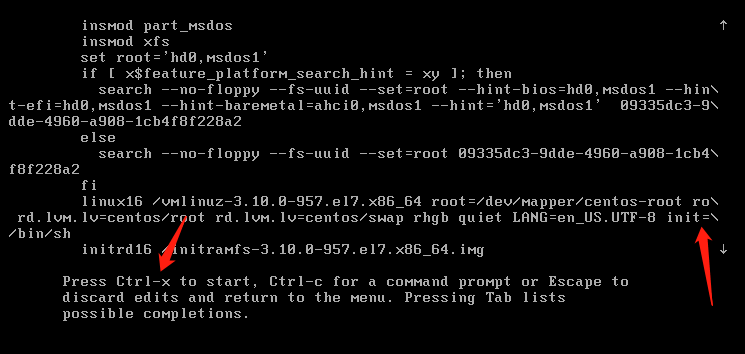 insmod part_msdos
insmod xfs
set root='hd0,msdos1'
if [ x$feature_platform_search_hint = xy ]; then
search --no-floppy --fs-uuid --set=root --hint-bios=hd0,msdos1 --hin\
t-efi=hd0,msdos1 --hint-baremetal=ahci0,msdos1 --hint='hd0,msdos1'  09335dc3-9\
dde-4960-a908-1cb4f8f228a2
else
search --no-floppy --fs-uuid --set=root 09335dc3-9dde-4960-a908-1cb4\
f8f228a2
fi
linux16 /vmlinuz-3.10.0-957.el7.x86_64 root=/dev/mapper/centos-root ro\
rd.lvm.lv=centos/root rd.lvm.lv=centos/swap rhgb quiet LANG=en_US.UTF-8 init=\
/bin/sh
initrd16 /initramfs-3.10.0-957.el7.x86_64.img
Press Ctrl-x to start, Ctrl-c for a command prompt or Escape to
discard edits and return to the menu. Pressing Tab lists
possible completions.